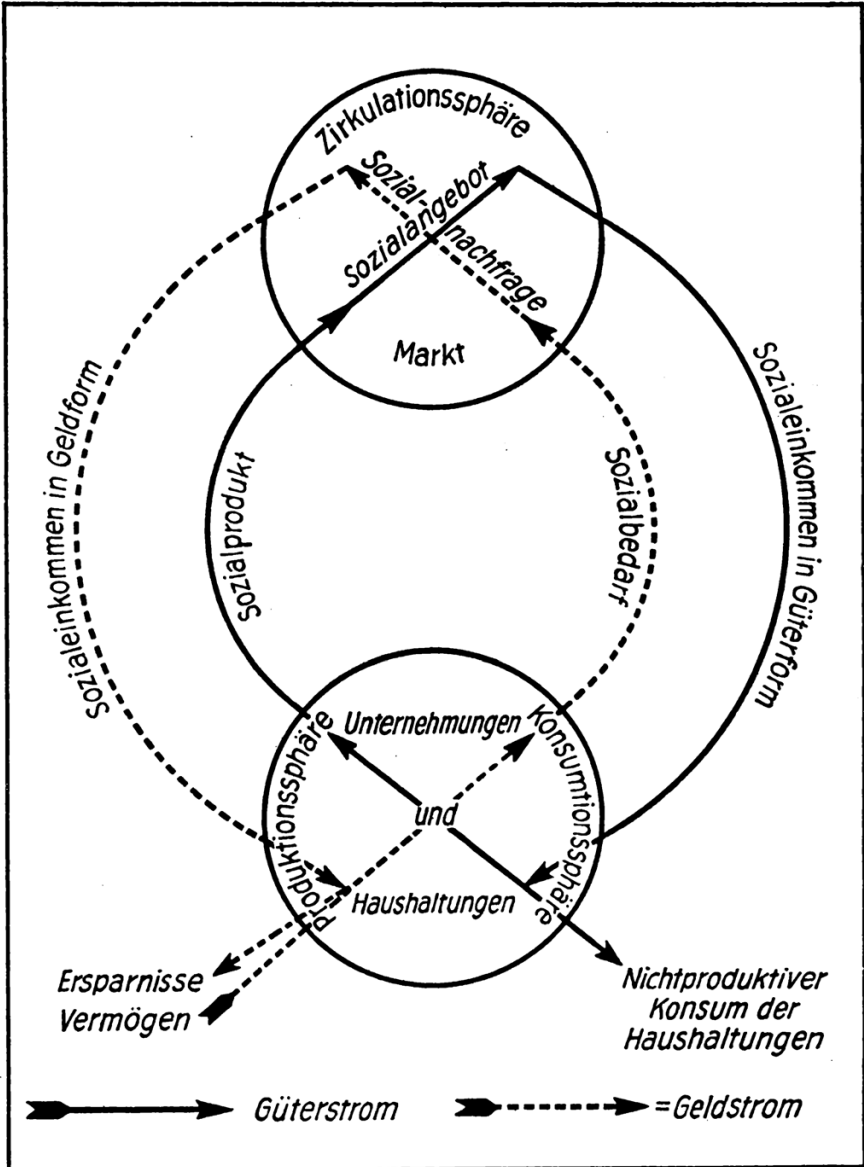 Zirkulationssphäre
Sozial-
nachfrage
Sozialangebot
Markt
Sozialeinkommen in Geldform
Sozialprodukt
Sozialbedarf
Sozialeinkommen in Güterform
Produktionssphäre
Unternehmungen
und
Haushaltungen
Konsumtionssphäre
Ersparnisse
Vermögen
Nichtproduktiver
Konsum der
Haushaltungen
Güterstrom
=Geldstrom